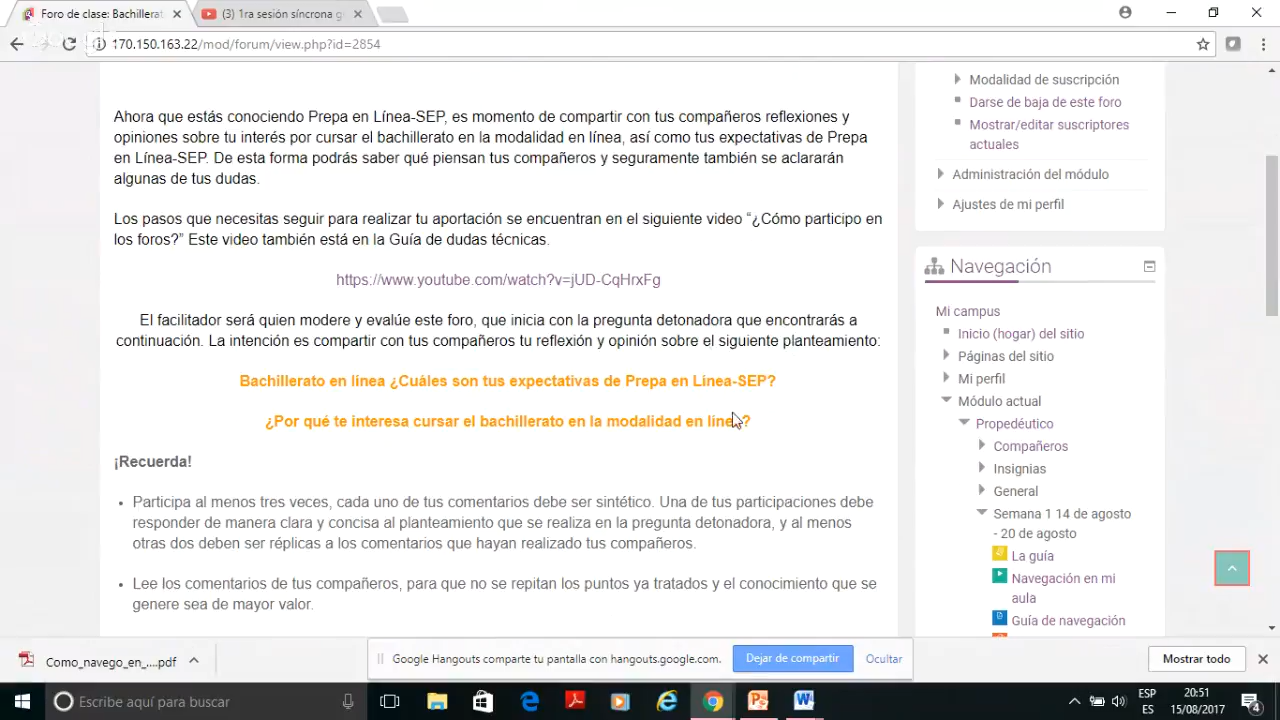 Foro de clase: Bachillerat
(3) 1ra sesión síncrona g
170.150.163.22/mod/forum/view.php?id=2854
Ahora que estás conociendo Prepa en Línea-SEP, es momento de compartir con tus compañeros reflexiones y
opiniones sobre tu interés por cursar el bachillerato en la modalidad en línea, así como tus expectativas de Prepa
en Línea-SEP. De esta forma podrás saber qué piensan tus compañeros y seguramente también se aclararán
algunas de tus dudas.
Los pasos que necesitas seguir para realizar tu aportación se encuentran en el siguiente video “¿Cómo participo en
los foros?” Este video también está en la Guía de dudas técnicas.
https://www.youtube.com/watch?v=jUD-CqHrxFg
El facilitador será quien modere y evalúe este foro, que inicia con la pregunta detonadora que encontrarás a
continuación. La intención es compartir con tus compañeros tu reflexión y opinión sobre el siguiente planteamiento:
Bachillerato en línea ¿Cuáles son tus expectativas de Prepa en Línea-SEP?
¿Por qué te interesa cursar el bachillerato en la modalidad en línea?
¡Recuerda!
• Participa al menos tres veces, cada uno de tus comentarios debe ser sintético. Una de tus participaciones debe
responder de manera clara y concisa al planteamiento que se realiza en la pregunta detonadora, y al menos
otras dos deben ser réplicas a los comentarios que hayan realizado tus compañeros.
• Lee los comentarios de tus compañeros, para que no se repitan los puntos ya tratados y el conocimiento que se
genere sea de mayor valor.
Modalidad de suscripción
Darse de baja de este foro
Mostrar/editar suscriptores
actuales
Administración del módulo
Ajustes de mi perfil
Navegación
Mi campus
Inicio (hogar) del sitio
Páginas del sitio
Mi perfil
Módulo actual
Propedéutico
Compañeros
Insignias
General
Semana 1 14 de agosto
- 20 de agosto
La guía
Navegación en mi
aula
Guía de navegación
Como_navego_en_....pdf
Google Hangouts comparte tu pantalla con hangouts.google.com.
Dejar de compartir
Ocultar
Mostrar todo
Escribe aquí para buscar
ESP
ES
20:51
15/08/2017
4